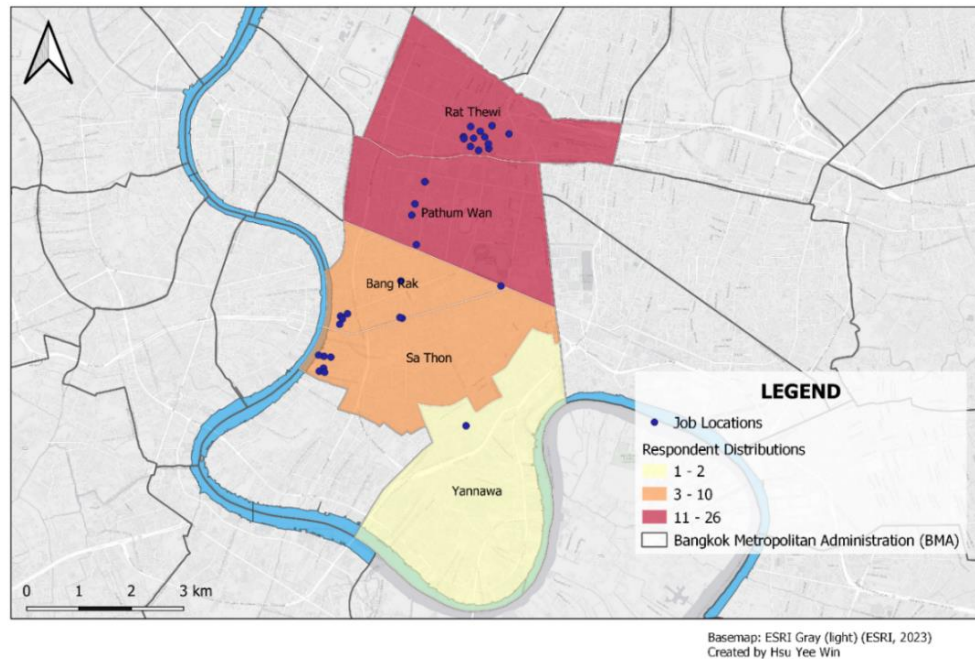 Rat Thewi
Pathum Wan
Bang Rak
Sa Thon
Yannawa
LEGEND
Job Locations
Respondent Distributions
1 - 2
3 - 10
11 - 26
Bangkok Metropolitan Administration (BMA)
0 1 2 3 km
Basemap: ESRI Gray (light) (ESRI, 2023)
Created by Hsu Yee Win